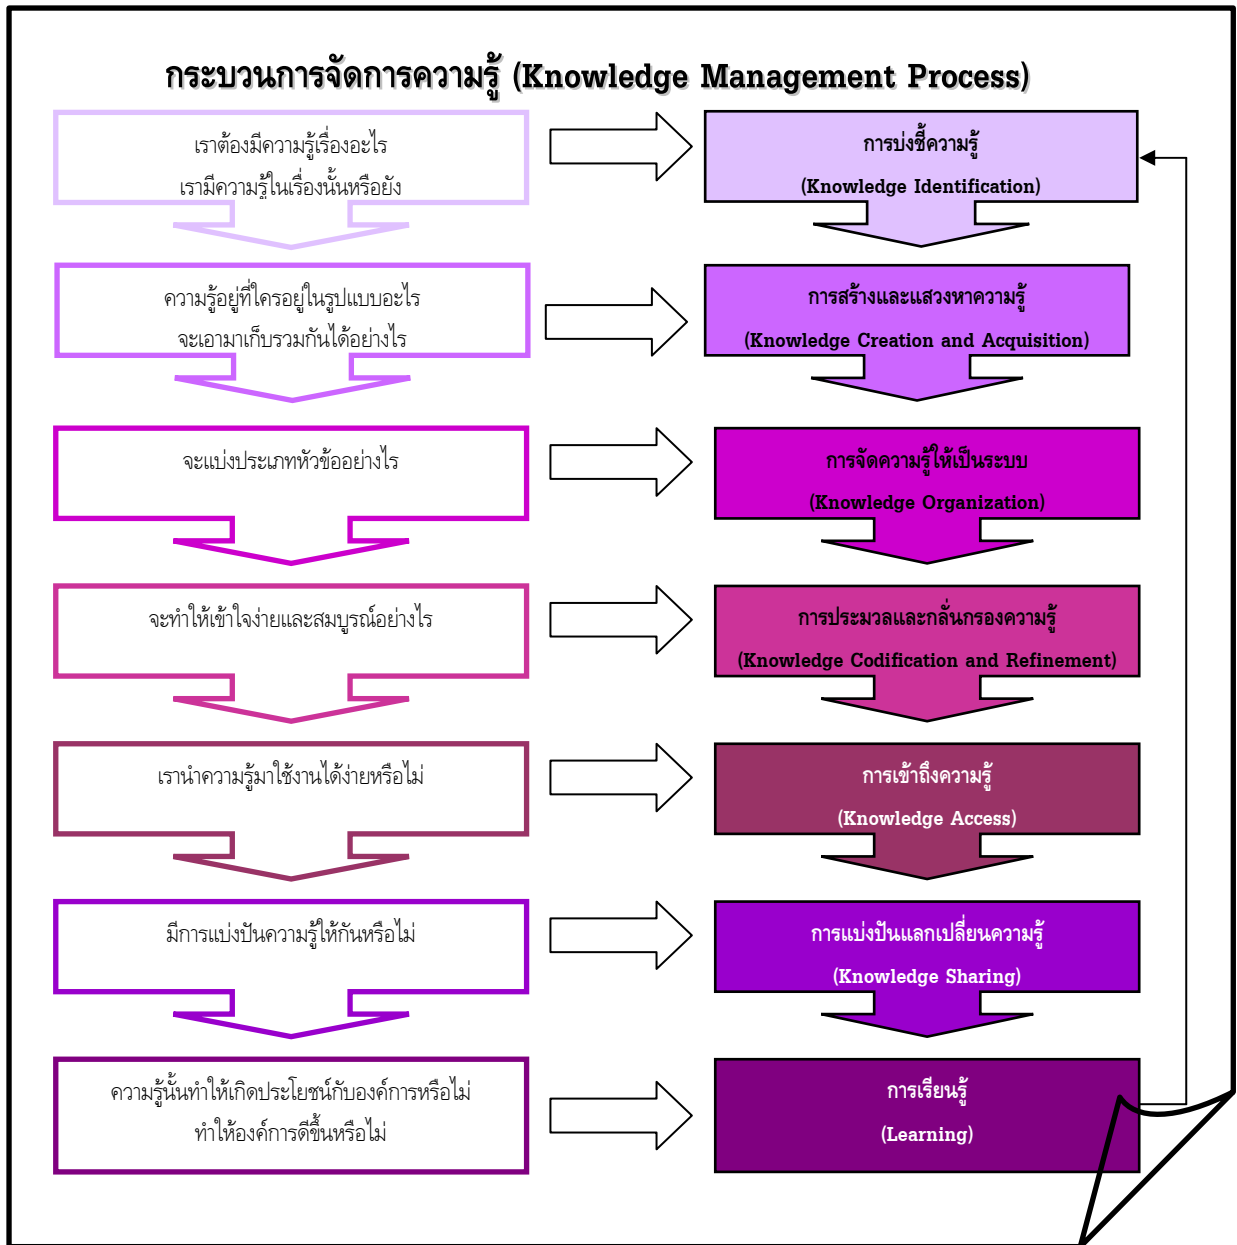 กระบวนการจัดการความรู้ (Knowledge Management Process)
เราต้องมีความรู้เรื่องอะไร
เรามีความรู้ในเรื่องนั้นหรือยัง
การบ่งชี้ความรู้
(Knowledge Identification)
ความรู้อยู่ที่ใครอยู่ในรูปแบบอะไร
จะเอามาเก็บรวมกันได้อย่างไร
การสร้างและแสวงหาความรู้
(Knowledge Creation and Acquisition)
จะแบ่งประเภทหัวข้ออย่างไร
การจัดความรู้ให้เป็นระบบ
(Knowledge Organization)
จะทำให้เข้าใจง่ายและสมบูรณ์อย่างไร
การประมวลและกลั่นกรองความรู้
(Knowledge Codification and Refinement)
เรานำความรู้มาใช้งานได้ง่ายหรือไม่
การเข้าถึงความรู้
(Knowledge Access)
มีการแบ่งปันความรู้ให้กันหรือไม่
การแบ่งปันแลกเปลี่ยนความรู้
(Knowledge Sharing)
ความรู้นั้นทำให้เกิดประโยชน์กับองค์การหรือไม่
ทำให้องค์การดีขึ้นหรือไม่
การเรียนรู้
(Learning)